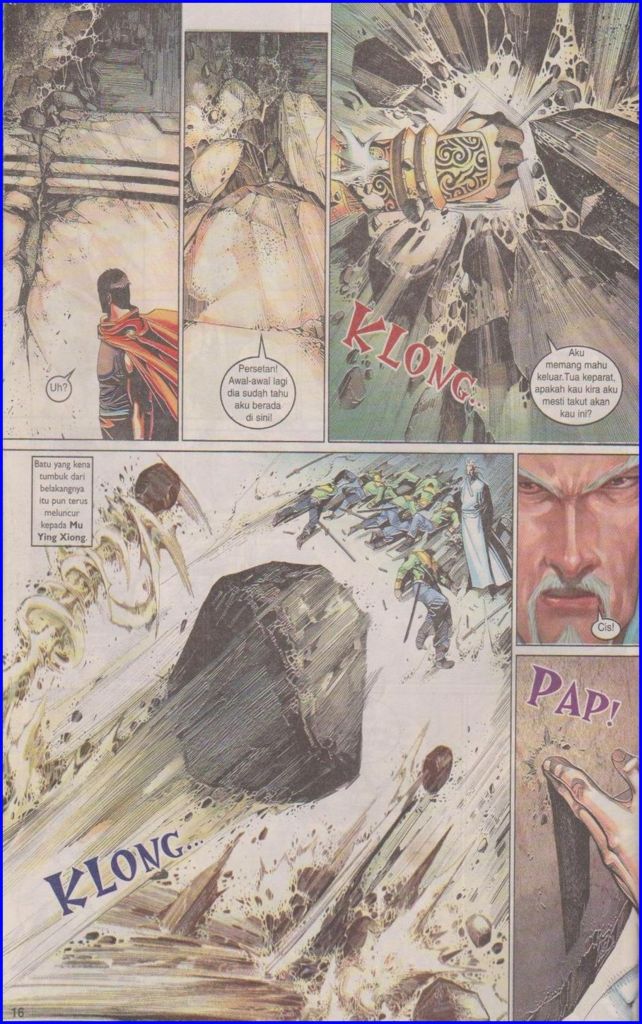 Uh?
Persetan!
Awal-awal lagi
dia sudah tahu
aku berada
di sini!
KLONG...
Aku
memang mahu
keluar.Tua keparat,
apakah kau kira aku
mesti takut akan
kau ini?
Batu yang kena
tumbuk dari
belakangnya
itu pun terus
meluncur
kepada Mu
Ying Xiong.
KLONG...
Cis!
PAP!
16